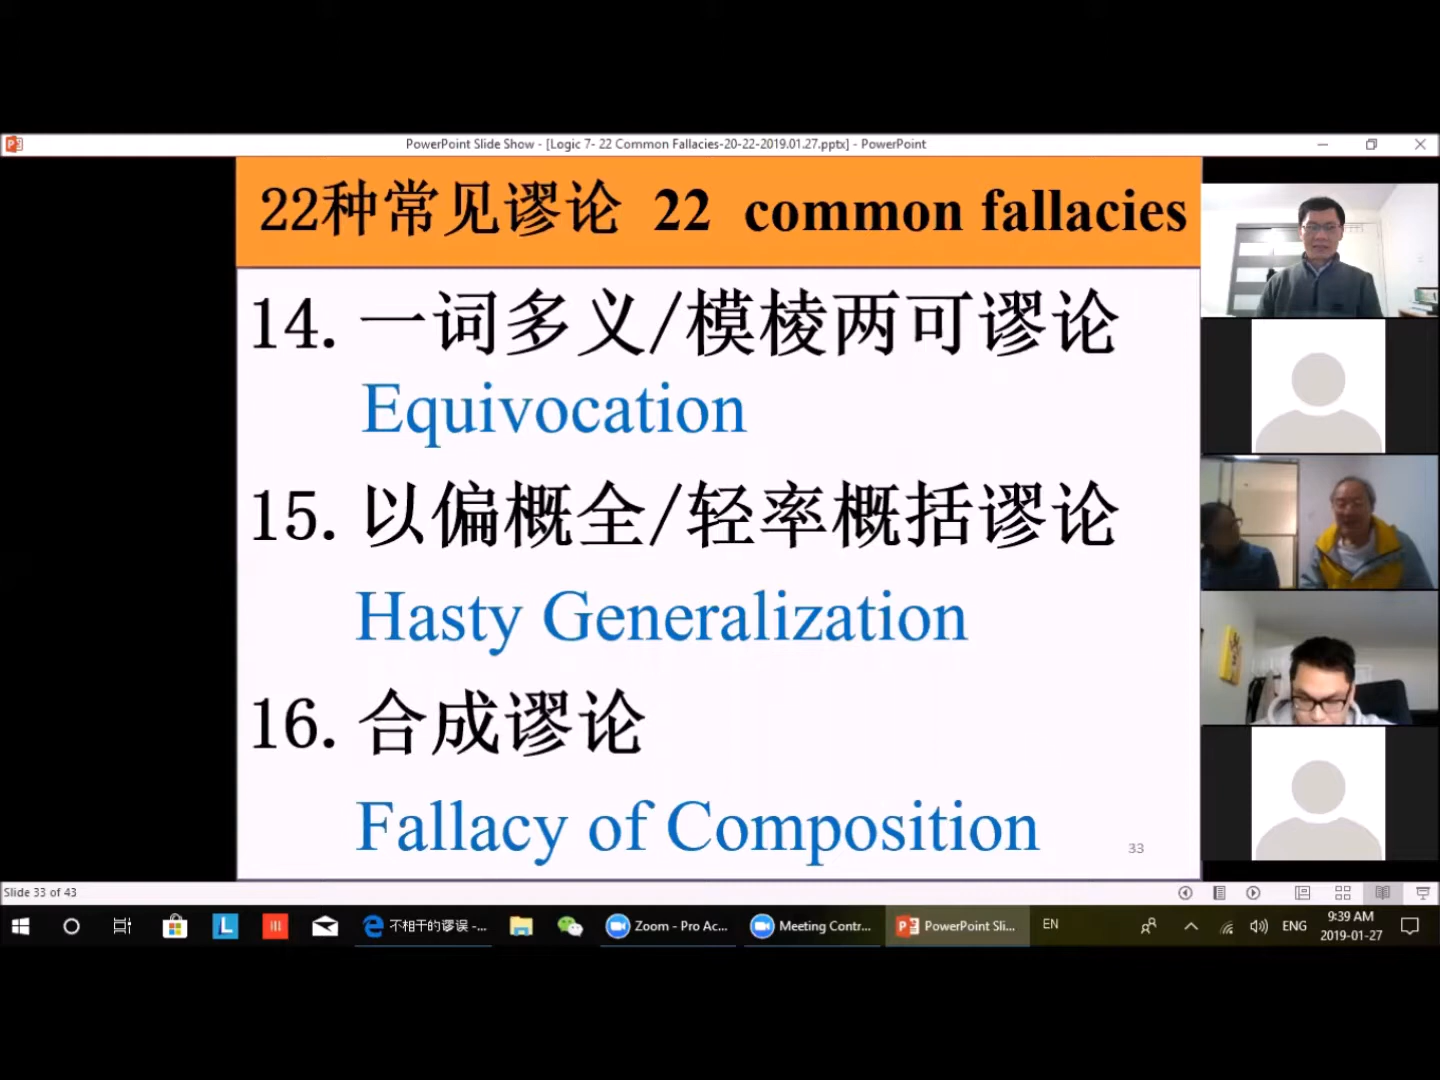 PowerPoint Slide Show - [Logic 7- 22 Common Fallacies-20-22-2019.01.27.pptx] - PowerPoint
22种常见谬论 22 common fallacies
14. 一词多义/模棱两可谬论
Equivocation
15. 以偏概全/轻率概括谬论
Hasty Generalization
16. 合成谬论
Fallacy of Composition
33
Slide 33 of 43
不相干的谬误 -...
Zoom - Pro Ac...
Meeting Contr...
PowerPoint Sli...
EN
ENG
9:39 AM
2019-01-27